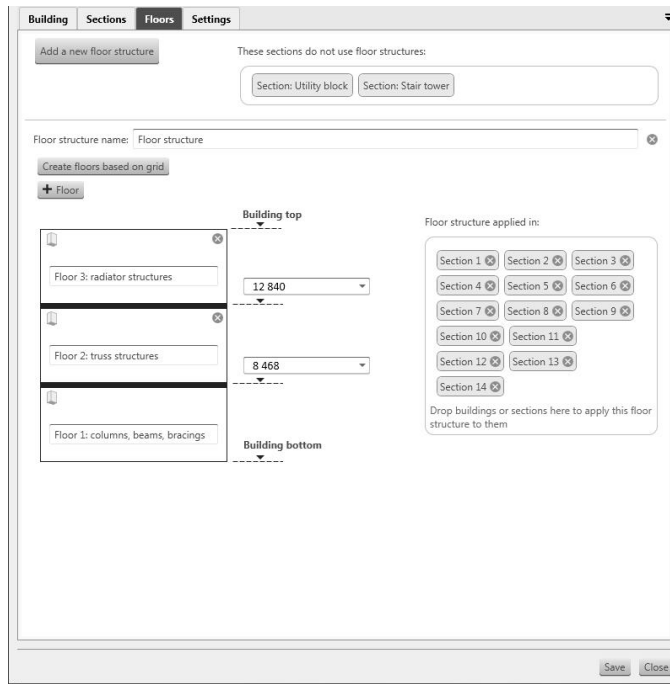 Building Sections Floors Settings
Add a new floor structure
These sections do not use floor structures:
Section: Utility block Section: Stair tower
Floor structure name: Floor structure
Create floors based on grid
+ Floor
Building top
Floor structure applied in:
Floor 3: radiator structures
12 840
Floor 2: truss structures
8 468
Floor 1: columns, beams, bracings
Building bottom
Section 1 Section 2 Section 3
Section 4 Section 5 Section 6
Section 7 Section 8 Section 9
Section 10 Section 11
Section 12 Section 13
Section 14
Drop buildings or sections here to apply this floor
structure to them
Save Close